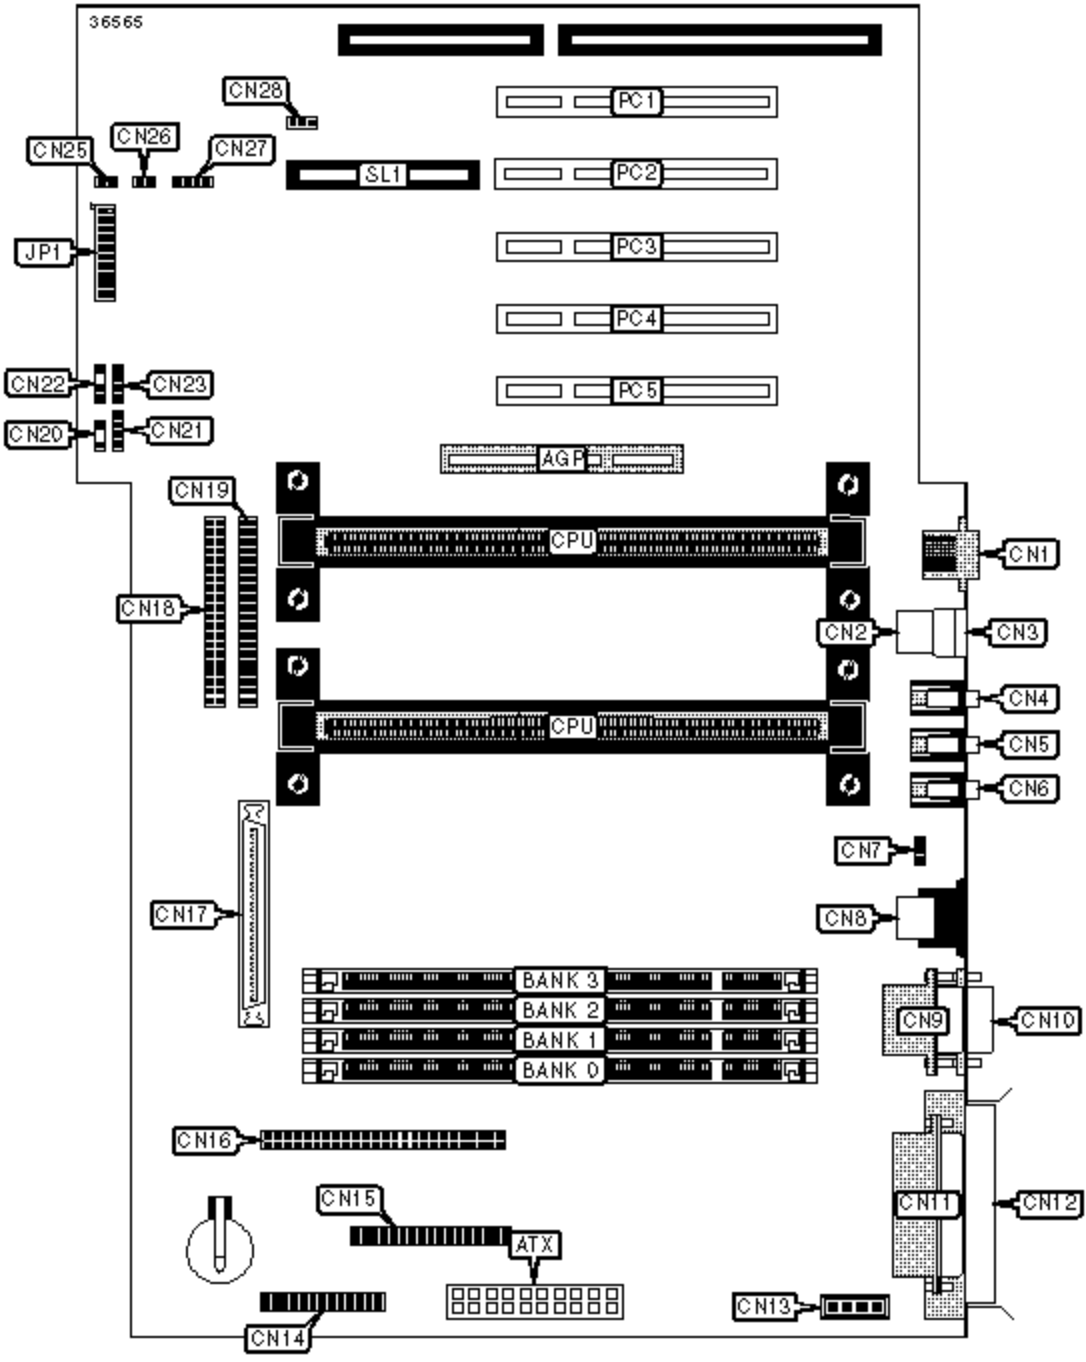 36565
CN28
PC1
CN26
CN25
CN27
SL1
PC2
JP1
PC3
PC4
CN22
CN23
PC5
CN20
CN21
AGP
CN19
CPU
CN1
CN18
CN2
CN3
CN4
CPU
CN5
CN6
CN7
CN17
CN8
BANK 3
BANK 2
CN9
CN10
BANK 1
BANK 0
CN16
CN15
CN11
CN12
ATX
CN13
CN14